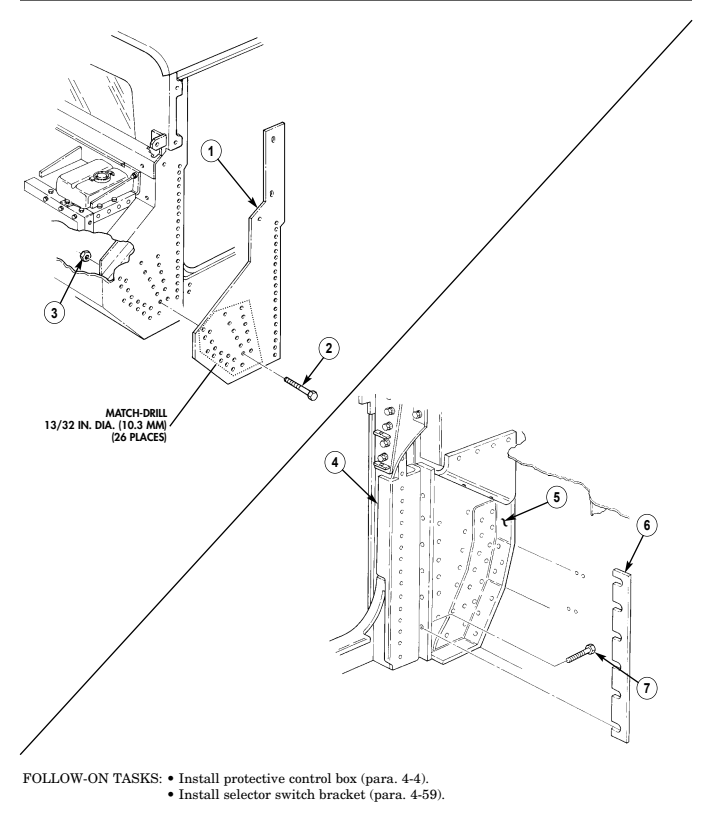 1
3
2
MATCH-DRILL
13/32 IN. DIA. (10.3 MM)
(26 PLACES)
4
5
6
7
FOLLOW-ON TASKS: • Install protective control box (para. 4-4).
• Install selector switch bracket (para. 4-59).